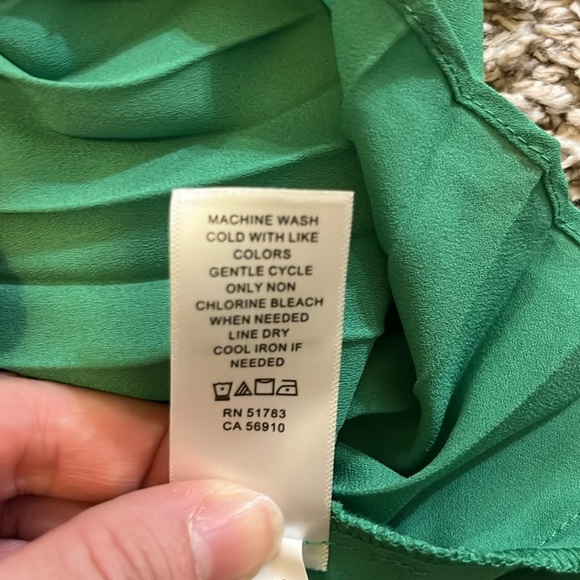 MACHINE WASH
COLD WITH LIKE
COLORS
GENTLE CYCLE
ONLY NON
CHLORINE BLEACH
WHEN NEEDED
LINE DRY
COOL IRON IF
NEEDED
RN 51783
CA 56910